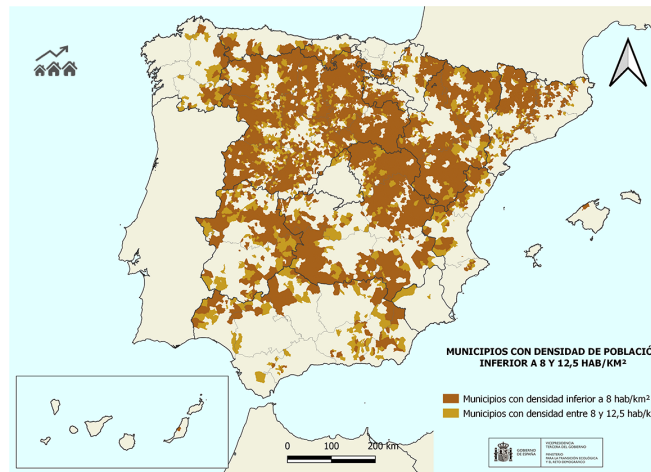 MUNICIPIOS CON DENSIDAD DE POBLACIÓ
INFERIOR A 8 Y 12,5 HAB/KM²
Municipios con densidad inferior a 8 hab/km²
Municipios con densidad entre 8 y 12,5 hab/k
0 100 200 km
GOBIERNO
DE ESPAÑA
VICEPRESIDENCIA
TERCERA DEL GOBIERNO
MINISTERIO
PARA LA TRANSICIÓN ECOLÓGICA
Y EL RETO DEMOGRÁFICO